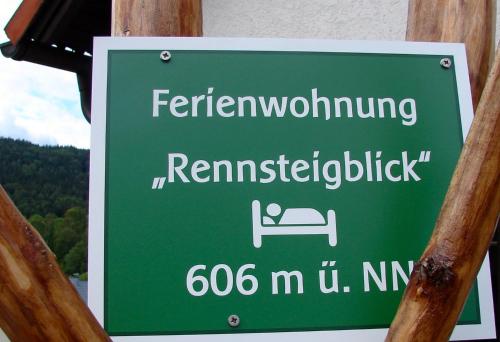 Ferienwohnung
„Rennsteigblick“
606 m ü. NN